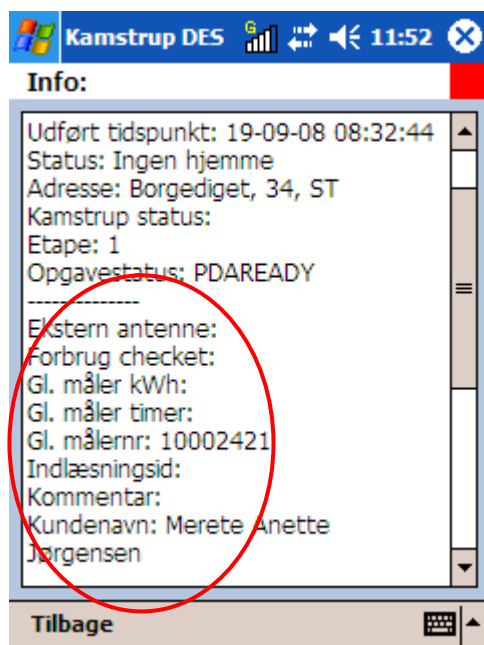 Kamstrup DES G 11:52
Info:
Udført tidspunkt: 19-09-08 08:32:44
Status: Ingen hjemme
Adresse: Borgediget, 34, ST
Kamstrup status:
Etape: 1
Opgavestatus: PDAREADY
--------------
Ekstern antenne:
Forbrug checket:
Gl. måler kWh:
Gl. måler timer:
Gl. målernr: 10002421
Indlæsningsid:
Kommentar:
Kundenavn: Merete Anette
Jørgensen
Tilbage